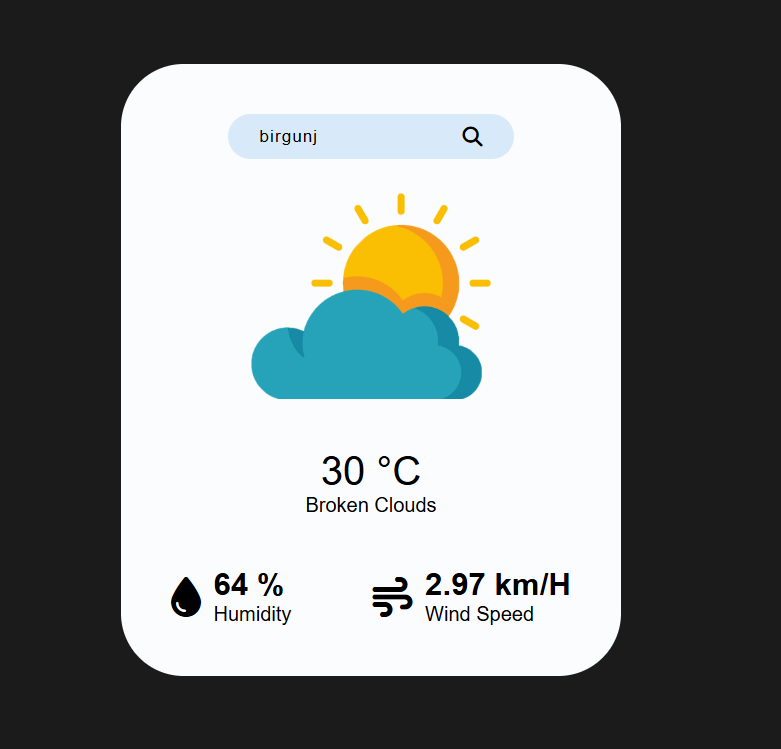 birgunj
30 °C
Broken Clouds
64 %
Humidity
2.97 km/H
Wind Speed